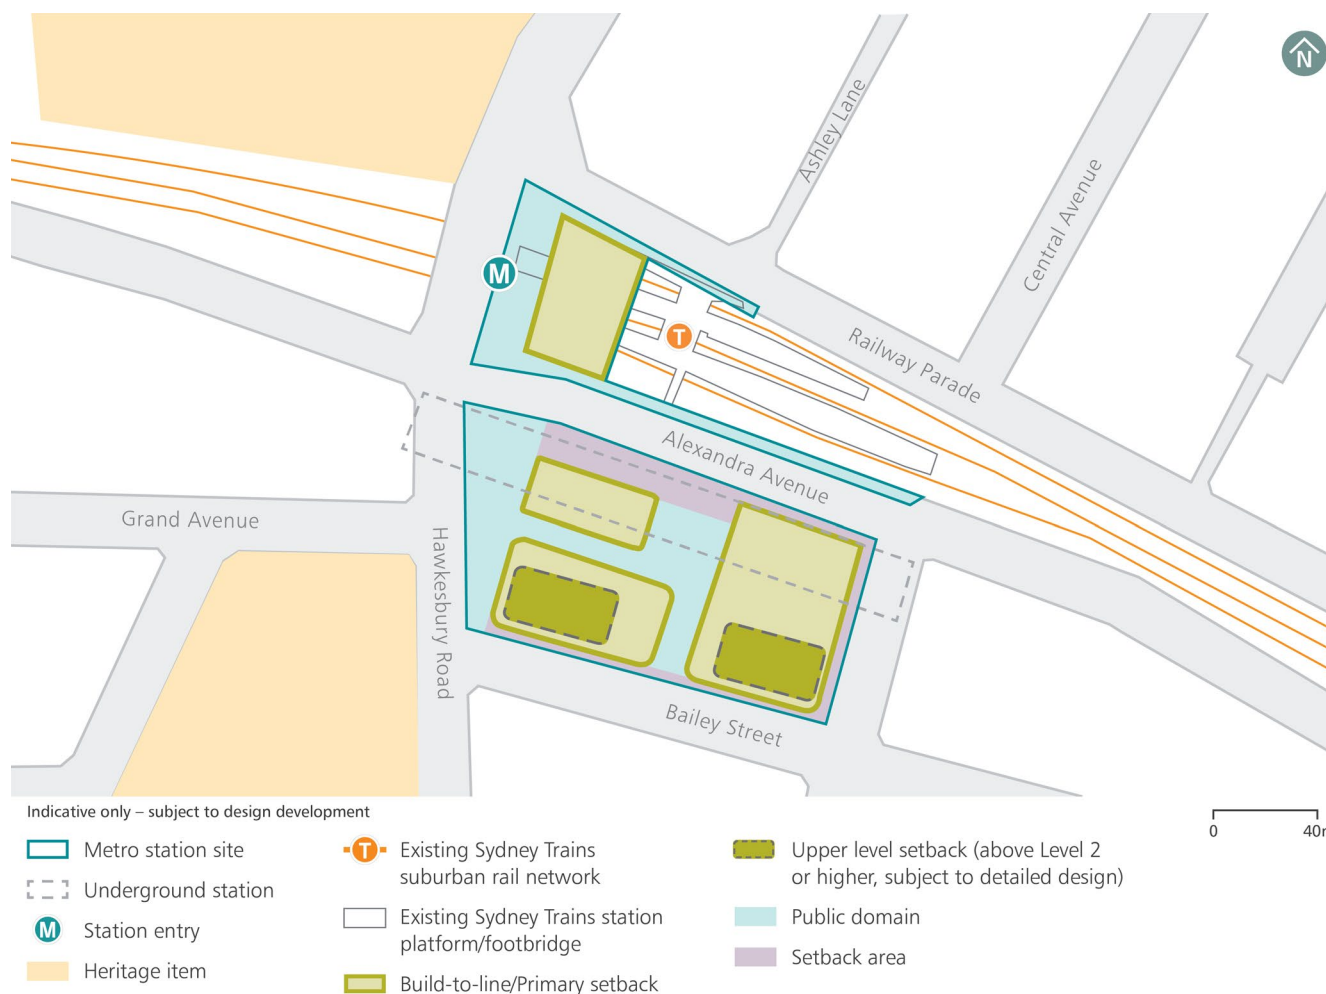 N
Ashley Lane
Central Avenue
M
T
Railway Parade
Alexandra Avenue
Grand Avenue
Hawkesbury Road
Bailey Street
Indicative only – subject to design development
0 40m
Metro station site
Underground station
M Station entry
Heritage item
T Existing Sydney Trains
suburban rail network
Existing Sydney Trains station
platform/footbridge
Build-to-line/Primary setback
Upper level setback (above Level 2
or higher, subject to detailed design)
Public domain
Setback area